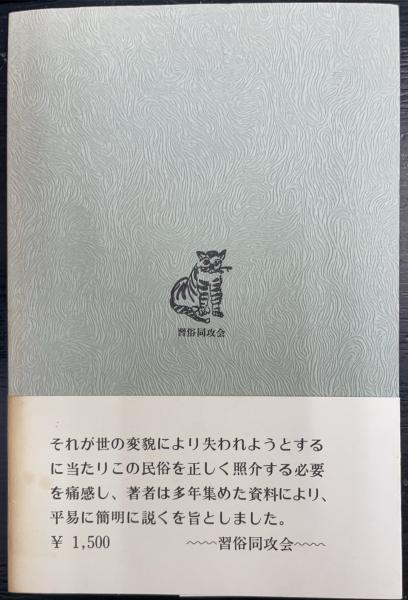 習俗同攻会
それが世の変貌により失われようとする
に当たりこの民俗を正しく照介する必要
を痛感し、著者は多年集めた資料により、
平易に簡明に説くを旨としました。
¥ 1,500 〜〜〜習俗同攻会〜〜〜